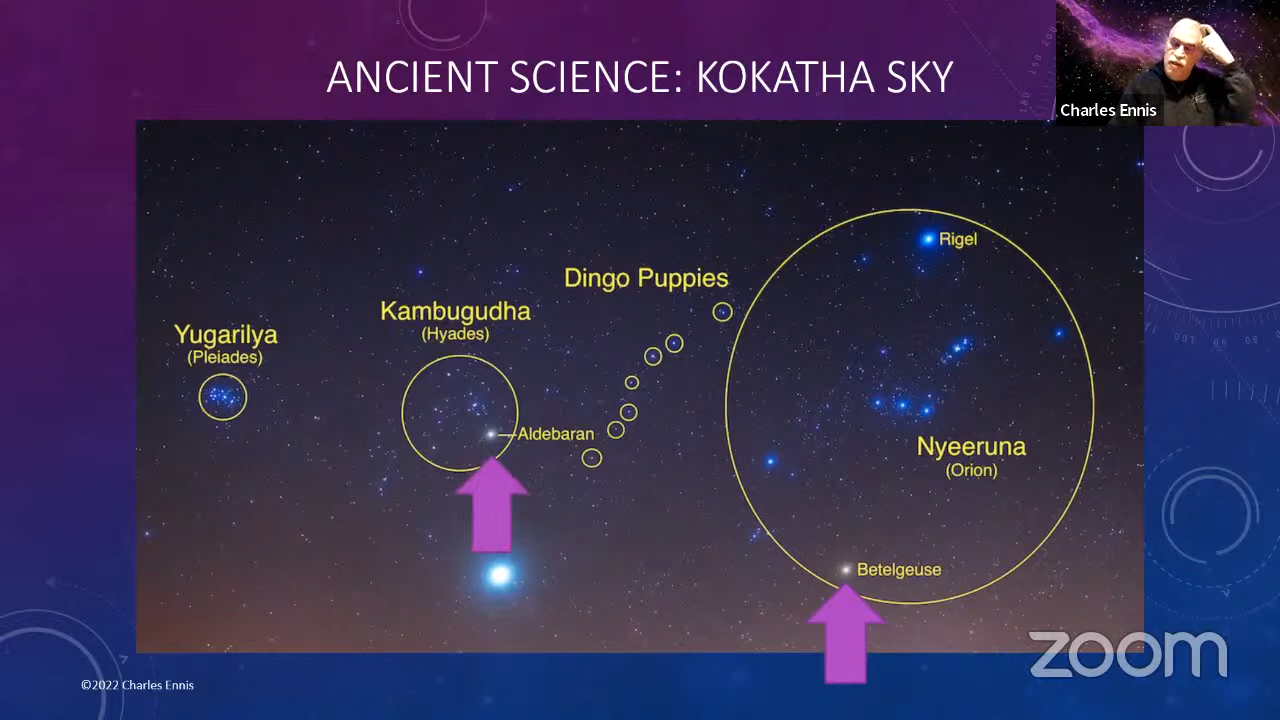 ANCIENT SCIENCE: KOKATHA SKY
Charles Ennis
Rigel
Dingo Puppies
Kambugudha
(Hyades)
Yugarilya
(Pleiades)
Aldebaran
Nyeeruna
(Orion)
Betelgeuse
zoom
©2022 Charles Ennis